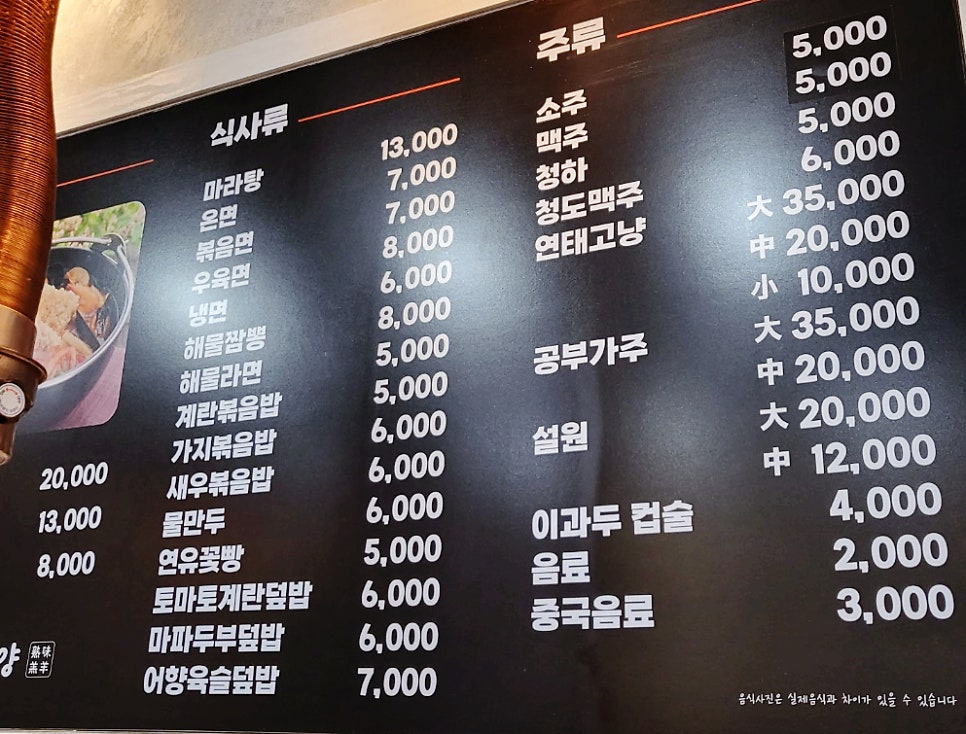 20,000
13,000
8,000
양
熟味
羔羊
식사류
마라탕 13,000
온면 7,000
볶음면 7,000
우육면 8,000
냉면 6,000
해물짬뽕 8,000
해물라면 5,000
계란볶음밥 5,000
가지볶음밥 6,000
새우볶음밥 6,000
물만두 6,000
연유꽃빵 5,000
토마토계란덮밥 6,000
마파두부덮밥 6,000
어향육슬덮밥 7,000
주류
소주 5,000
맥주 5,000
청하 5,000
청도맥주 6,000
연태고냥 大 35,000
中 20,000
小 10,000
공부가주 大 35,000
中 20,000
설원 大 20,000
中 12,000
이과두 컵술 4,000
음료 2,000
중국음료 3,000
음식사진은 실제음식과 차이가 있을 수 있습니다